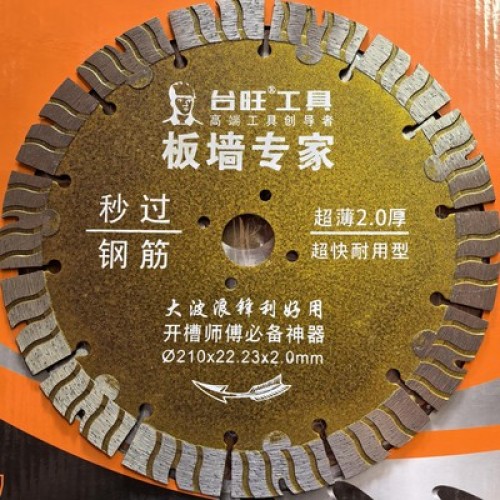 台旺®工具
高端工具创导者
板墙专家
秒过
钢筋
超薄2.0厚
超快耐用型
大波浪锋利好用
开槽师傅必备神器
Ø210x22.23x2.0mm